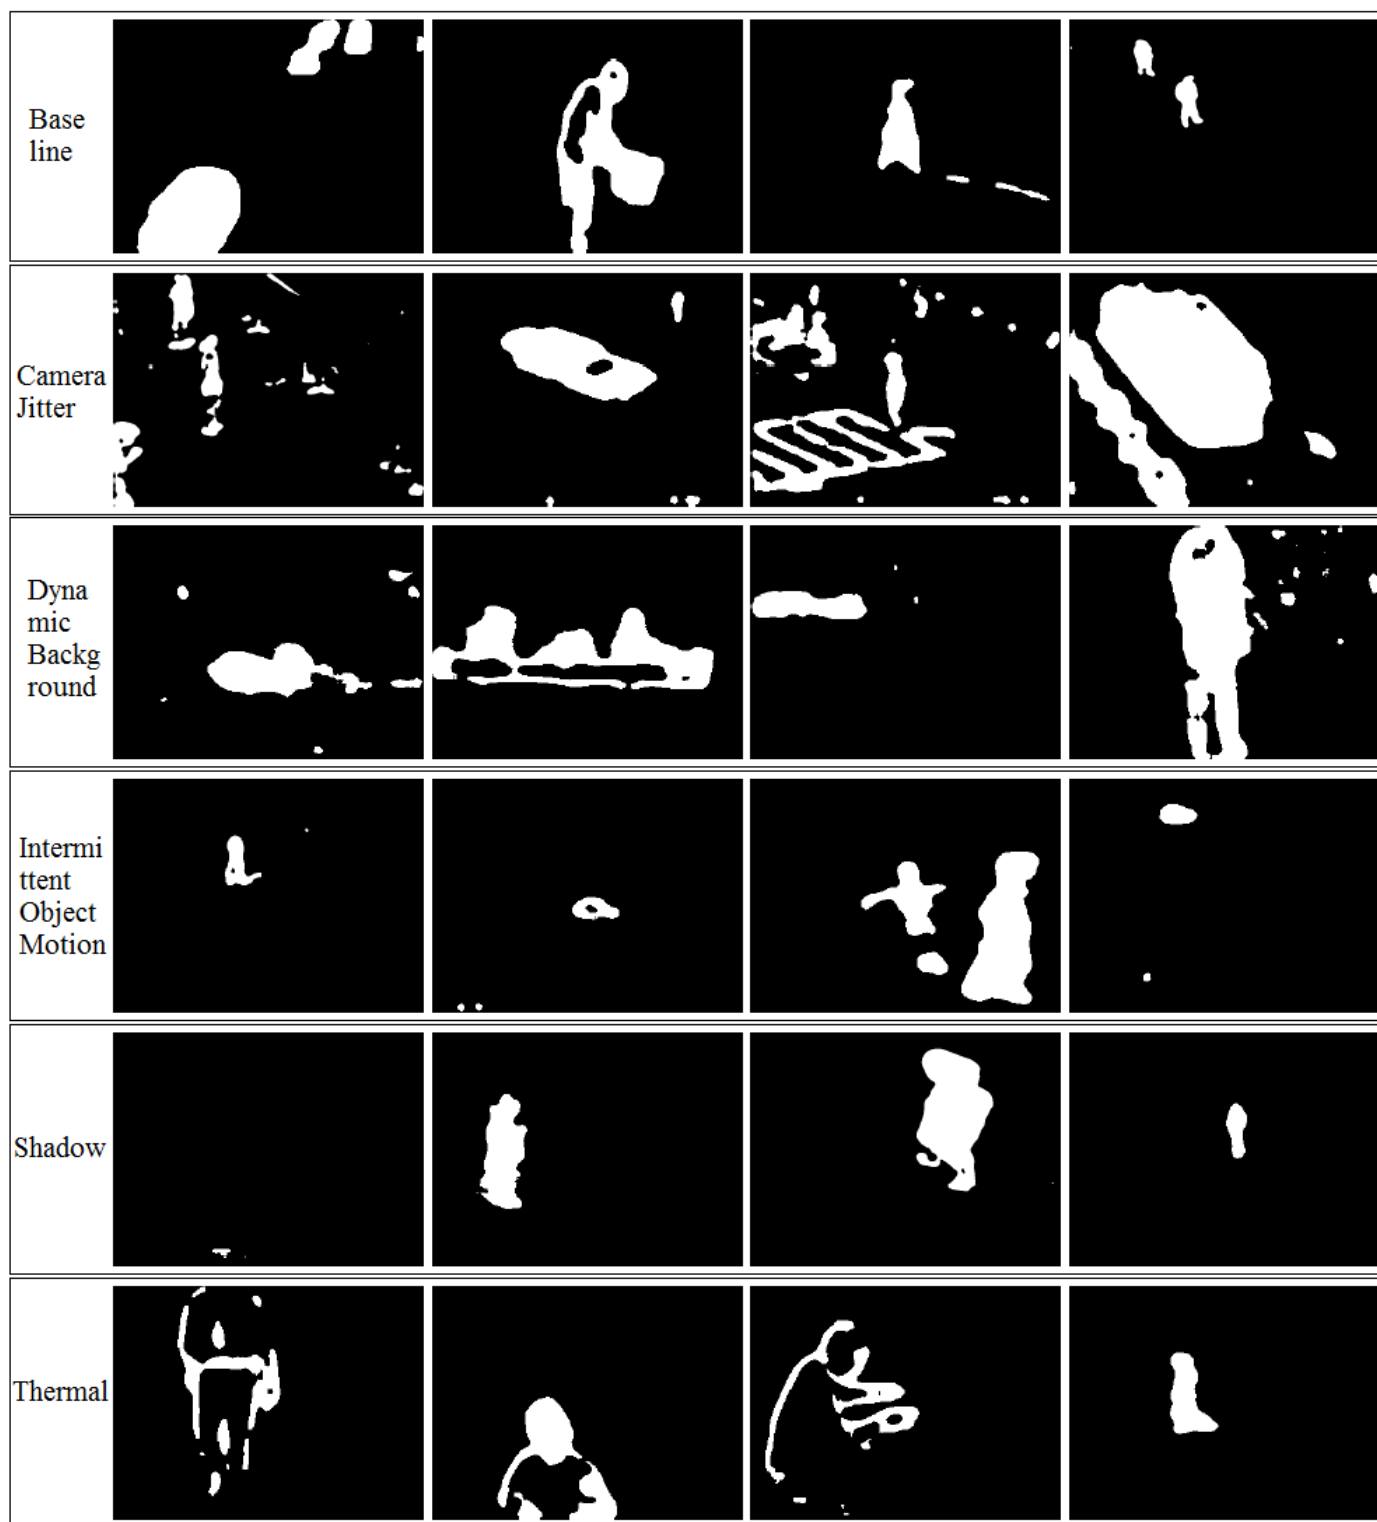 Base
line
Camera
Jitter
Dyna
mic
Backg
round
Intermi
ttent
Object
Motion
Shadow
Thermal